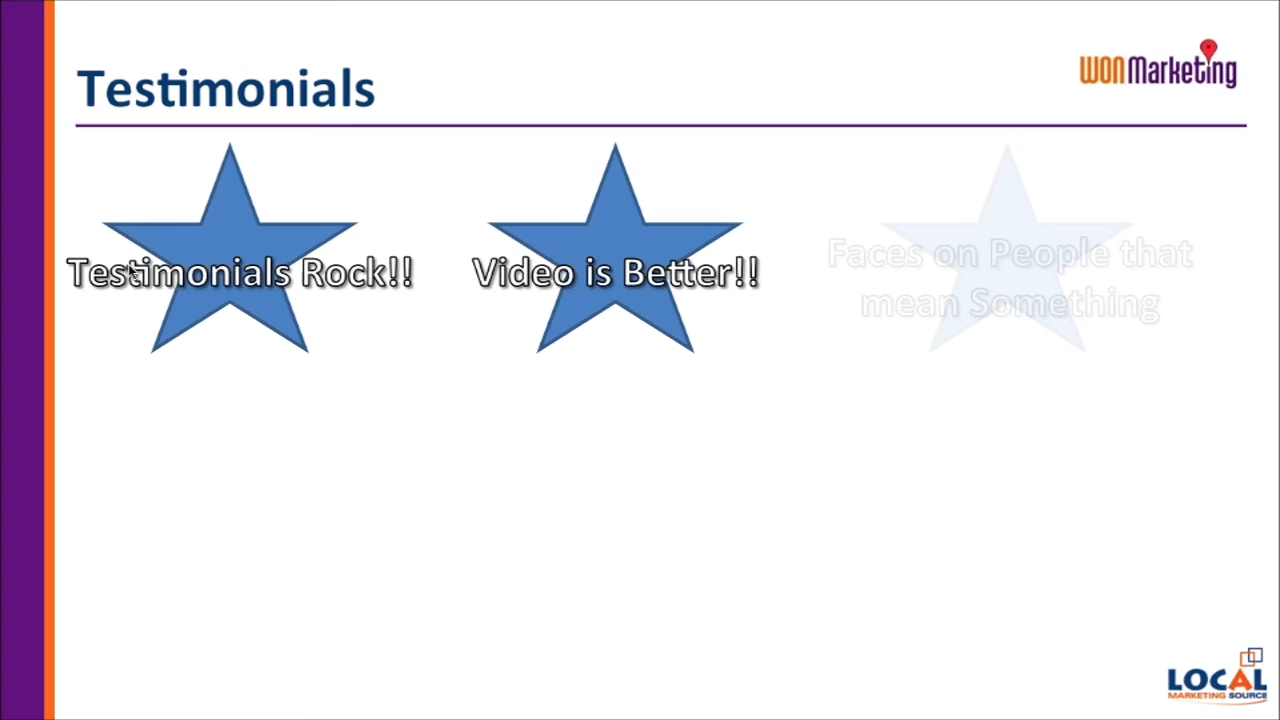 Testimonials
WON Marketing
Testimonials Rock!!
Video is Better!!
Faces on People that
mean Something
LOCAL
MARKETING SOURCE